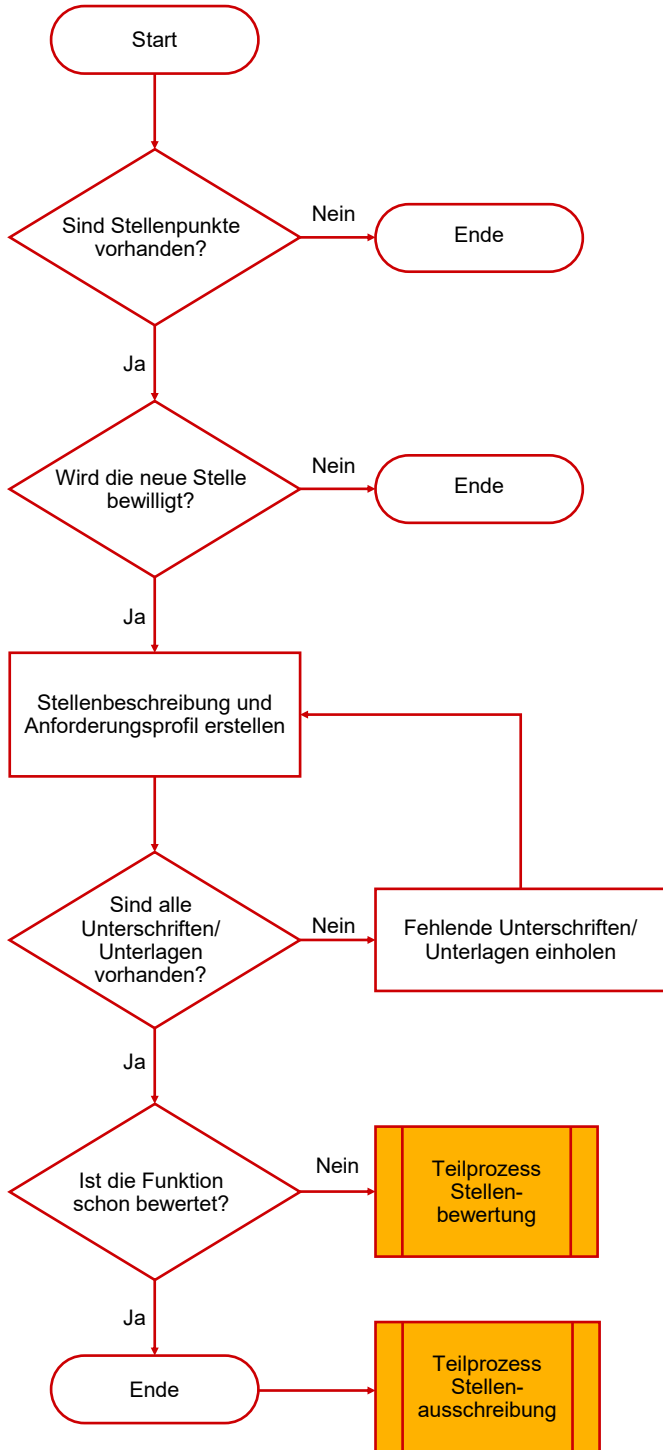 Start
Sind Stellenpunkte
vorhanden?
Nein
Ende
Ja
Wird die neue Stelle
bewilligt?
Nein
Ende
Ja
Stellenbeschreibung und
Anforderungsprofil erstellen
Sind alle
Unterschriften/
Unterlagen
vorhanden?
Nein
Fehlende Unterschriften/
Unterlagen einholen
Ja
Ist die Funktion
schon bewertet?
Nein
Teilprozess
Stellen-
bewertung
Ja
Ende
Teilprozess
Stellen-
ausschreibung